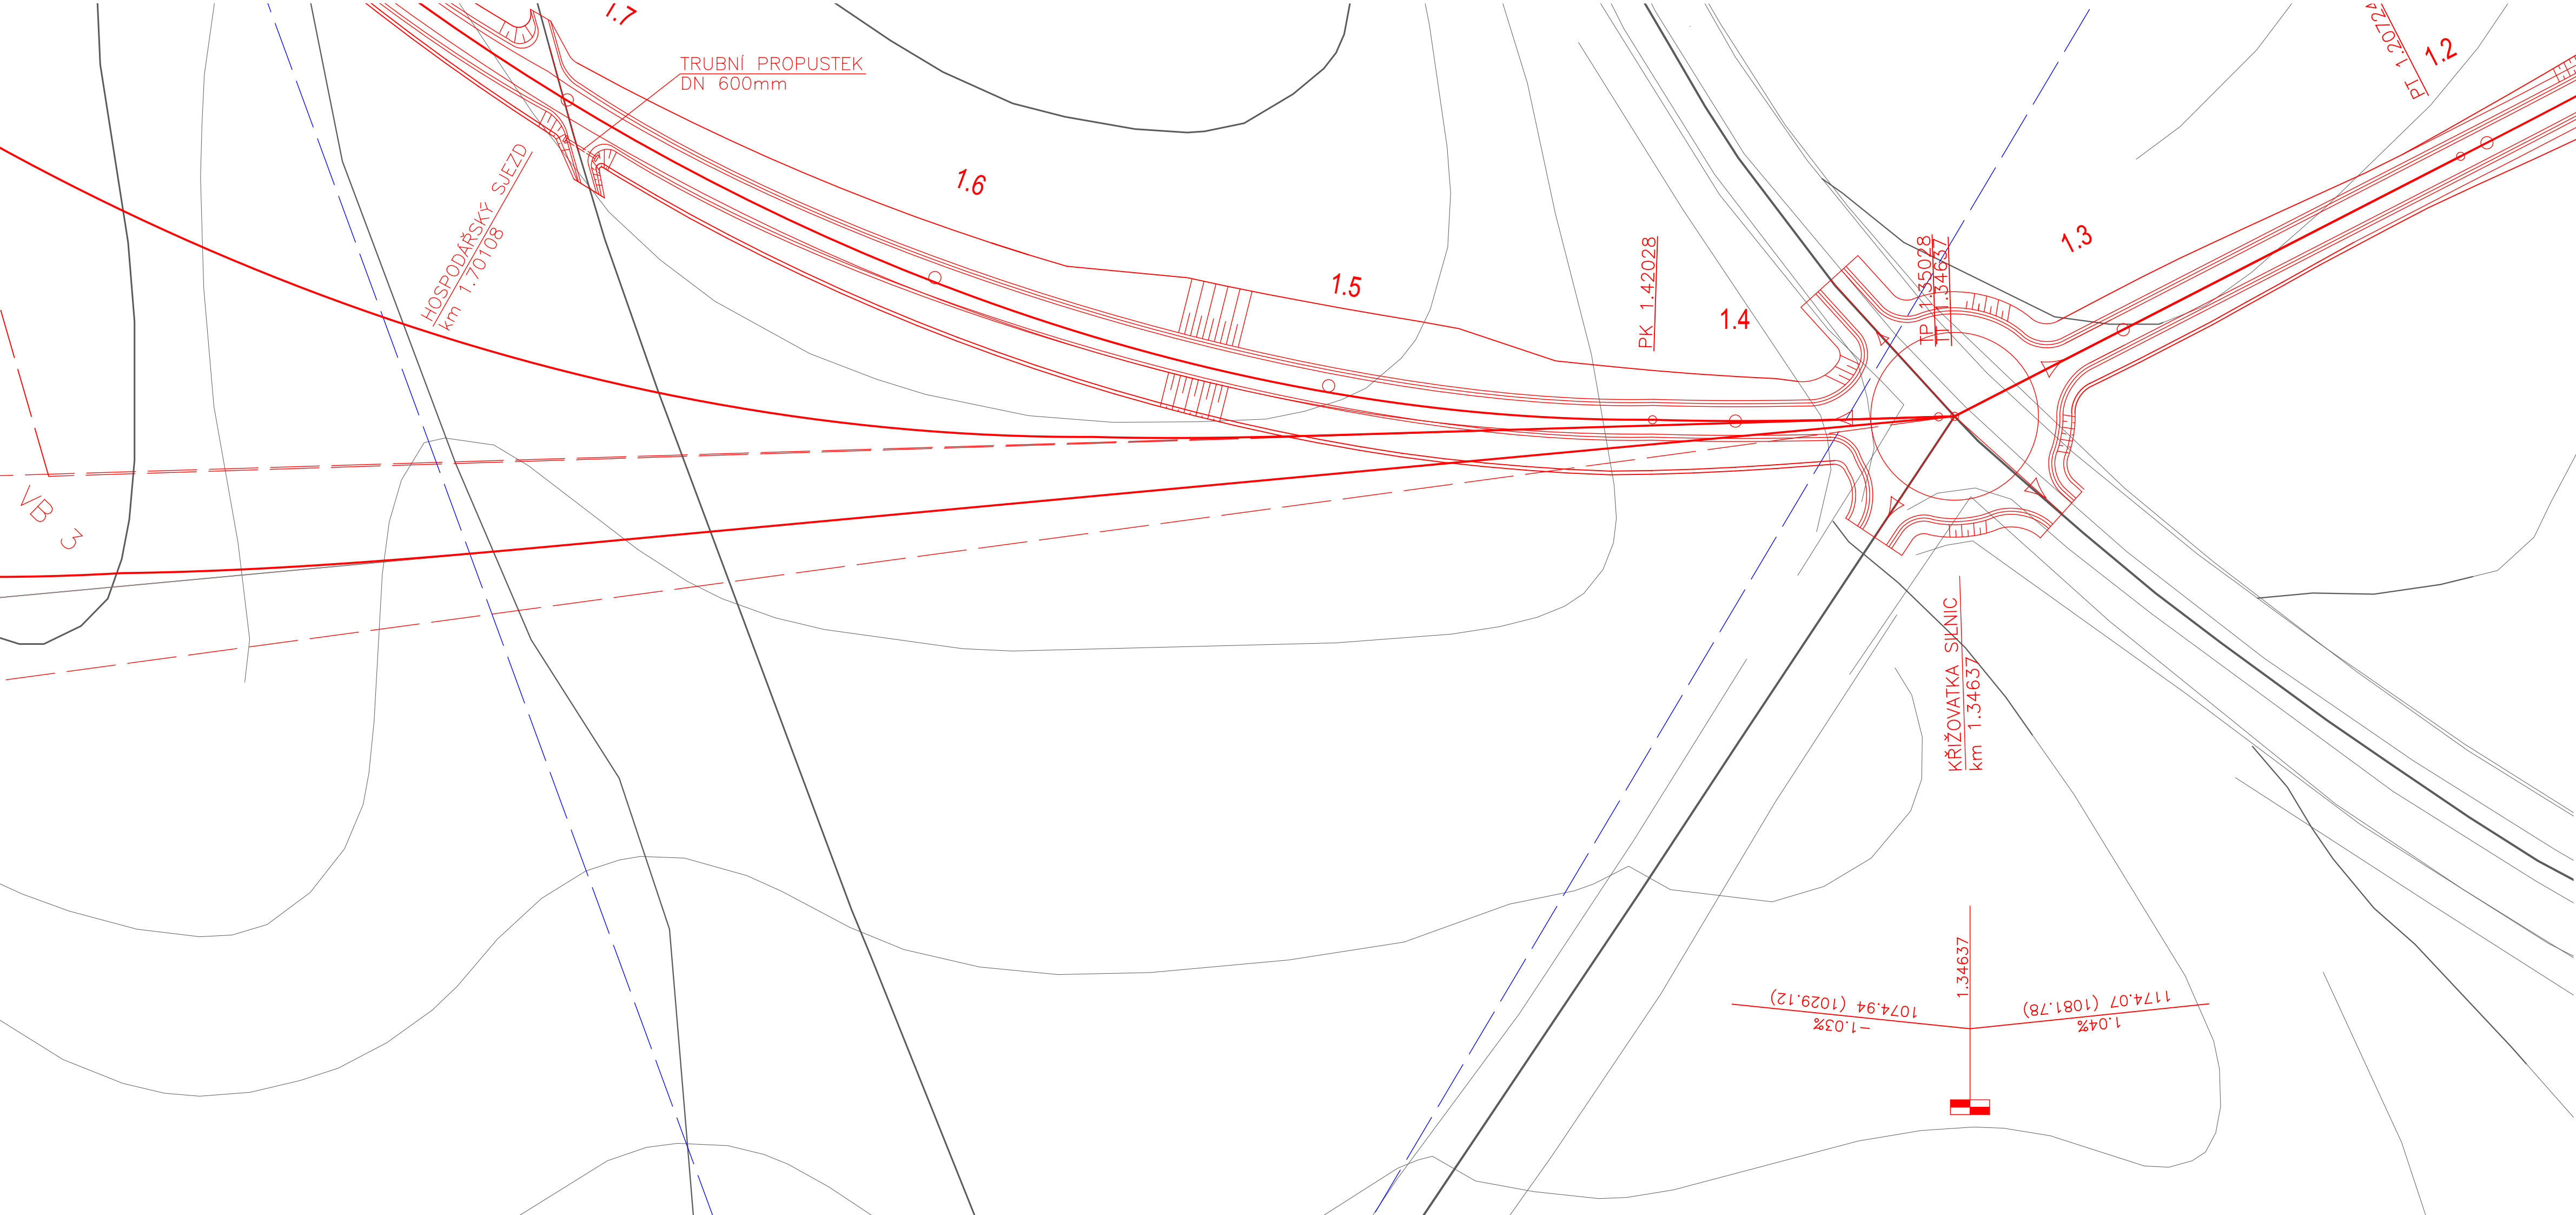 1.7
TRUBNÍ PROPUSTEK
DN 600mm
HOSPODÁŘSKÝ SJEZD
km 1.70108
1.6
1.5
PK 1.42028
1.4
TP 1.35028
TT 1.34637
1.3
PT 1.20724
1.2
VB 3
KŘIŽOVATKA SILNIC
km 1.34637
1.34637
1074.94 (1029.12)
-1.03%
1174.07 (1081.78)
1.04%